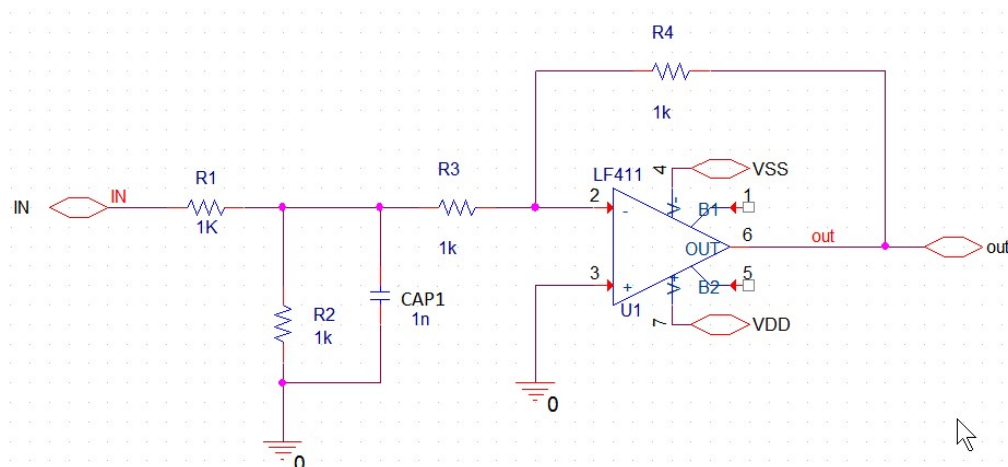 R4
1k
R1
R3
LF411
4
VSS
IN
IN
2
-
V-
B1
1
1K
1k
OUT
6
out
out
3
+
V+
B2
5
R2
1k
CAP1
1n
U1
7
VDD
0
0